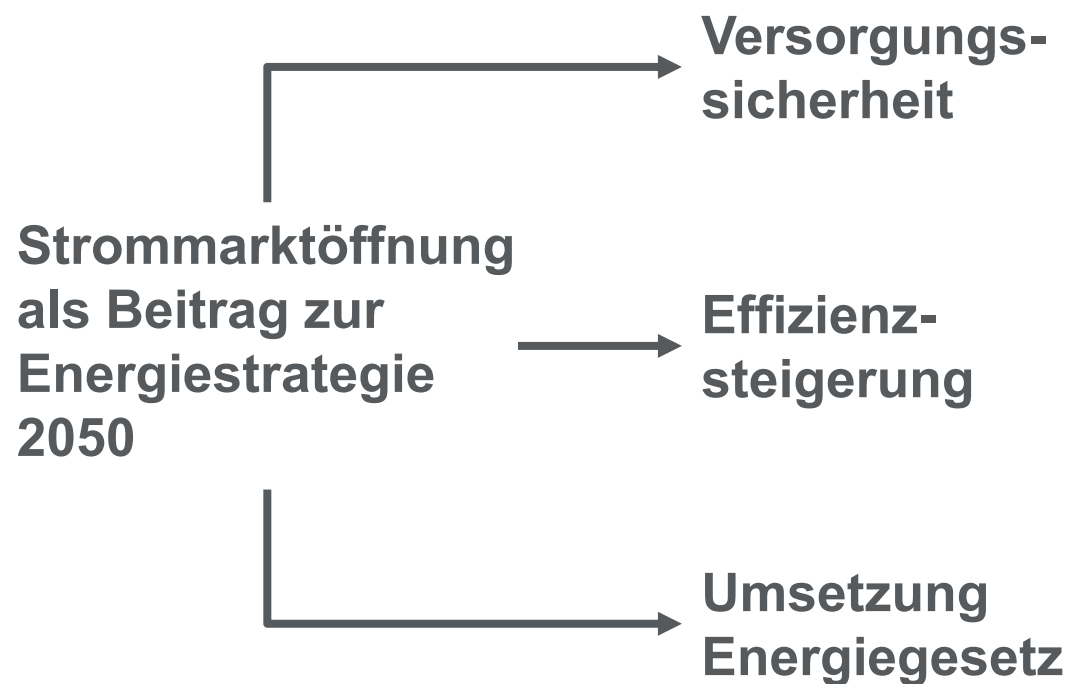 Versorgungs-
sicherheit
Strommarktöffnung
als Beitrag zur
Energiestrategie
2050
Effizienz-
steigerung
Umsetzung
Energiegesetz